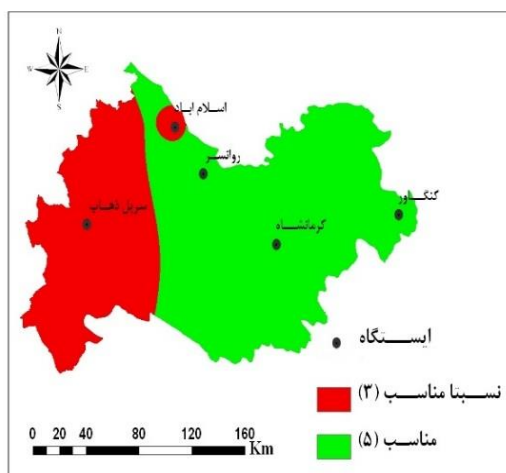 N
W E
S
اسلام اباد
روانسر
سرپل ذهاب
کرمانشاه
کنگاور
ایستگاه
نسبتا مناسب (۳)
مناسب (۵)
0 20 40 80 120 160
Km